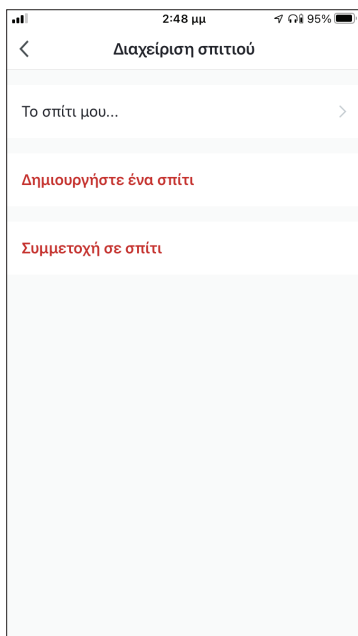 2:48 μμ 95%
Διαχείριση σπιτιού
Το σπίτι μου...
Δημιουργήστε ένα σπίτι
Συμμετοχή σε σπίτι